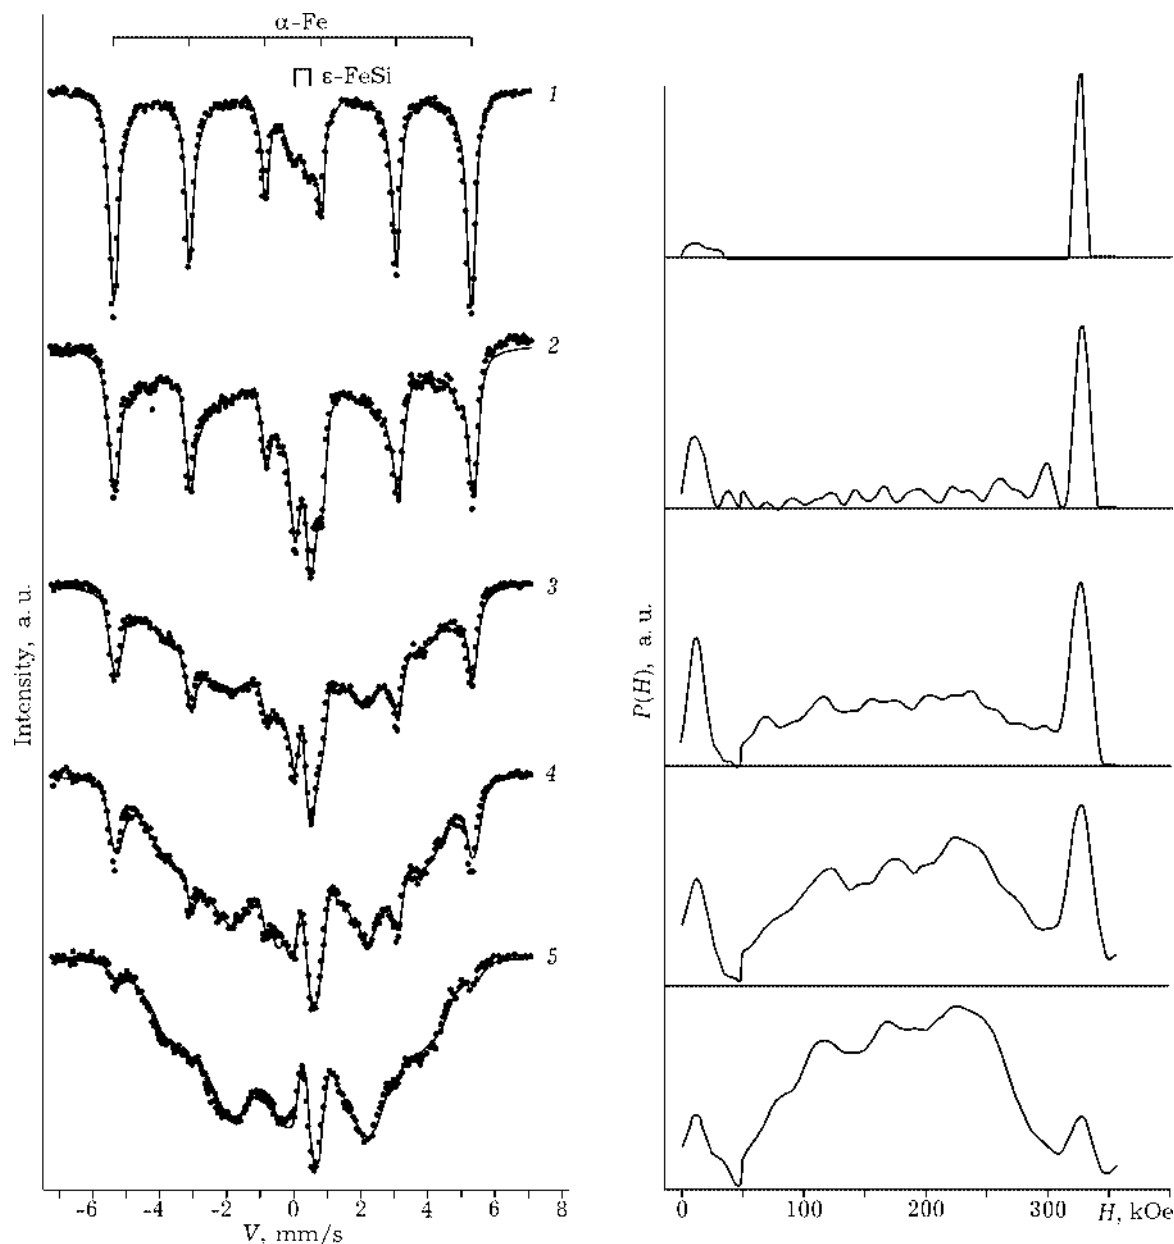 α-Fe
ε-FeSi
1
2
3
4
5
Intensity, a. u.
-6 -4 -2 0 2 4 6 8
V, mm/s
P(H), a. u.
0 100 200 300 H, kOe